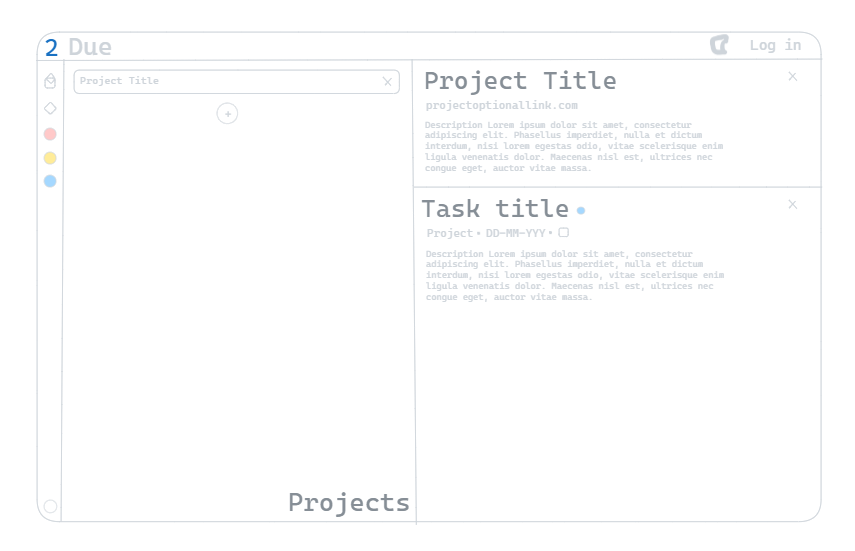 2 Due
Log in
Project Title
Projects
Project Title
projectoptionallink.com
Description Lorem ipsum dolor sit amet, consectetur
adipiscing elit. Phasellus imperdiet, nulla et dictum
interdum, nisi lorem egestas odio, vitae scelerisque enim
ligula venenatis dolor. Maecenas nisl est, ultrices nec
congue eget, auctor vitae massa.
Task title
Project • DD-MM-YYY •
Description Lorem ipsum dolor sit amet, consectetur
adipiscing elit. Phasellus imperdiet, nulla et dictum
interdum, nisi lorem egestas odio, vitae scelerisque enim
ligula venenatis dolor. Maecenas nisl est, ultrices nec
congue eget, auctor vitae massa.